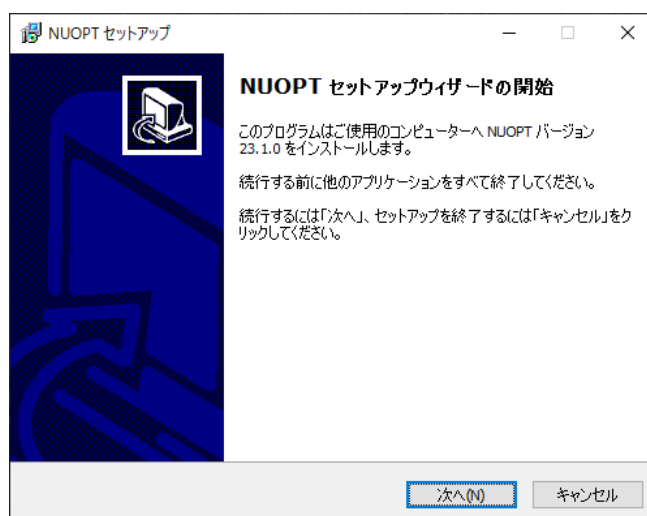 NUOPT セットアップ
NUOPT セットアップウィザードの開始
このプログラムはご使用のコンピューターへ NUOPT バージョン
23.1.0 をインストールします。
続行する前に他のアプリケーションをすべて終了してください。
続行するには「次へ」、セットアップを終了するには「キャンセル」をク
リックしてください。
次へ(N)
キャンセル